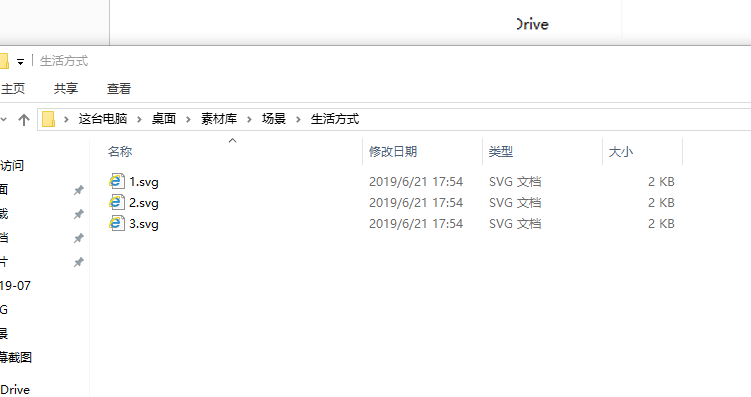 Drive
生活方式
主页 共享 查看
这台电脑 桌面 素材库 场景 生活方式
名称 修改日期 类型 大小
访问
1.svg 2019/6/21 17:54 SVG 文档 2 KB
面
2.svg 2019/6/21 17:54 SVG 文档 2 KB
载
3.svg 2019/6/21 17:54 SVG 文档 2 KB
档
片
19-07
G
景
幕截图
Drive